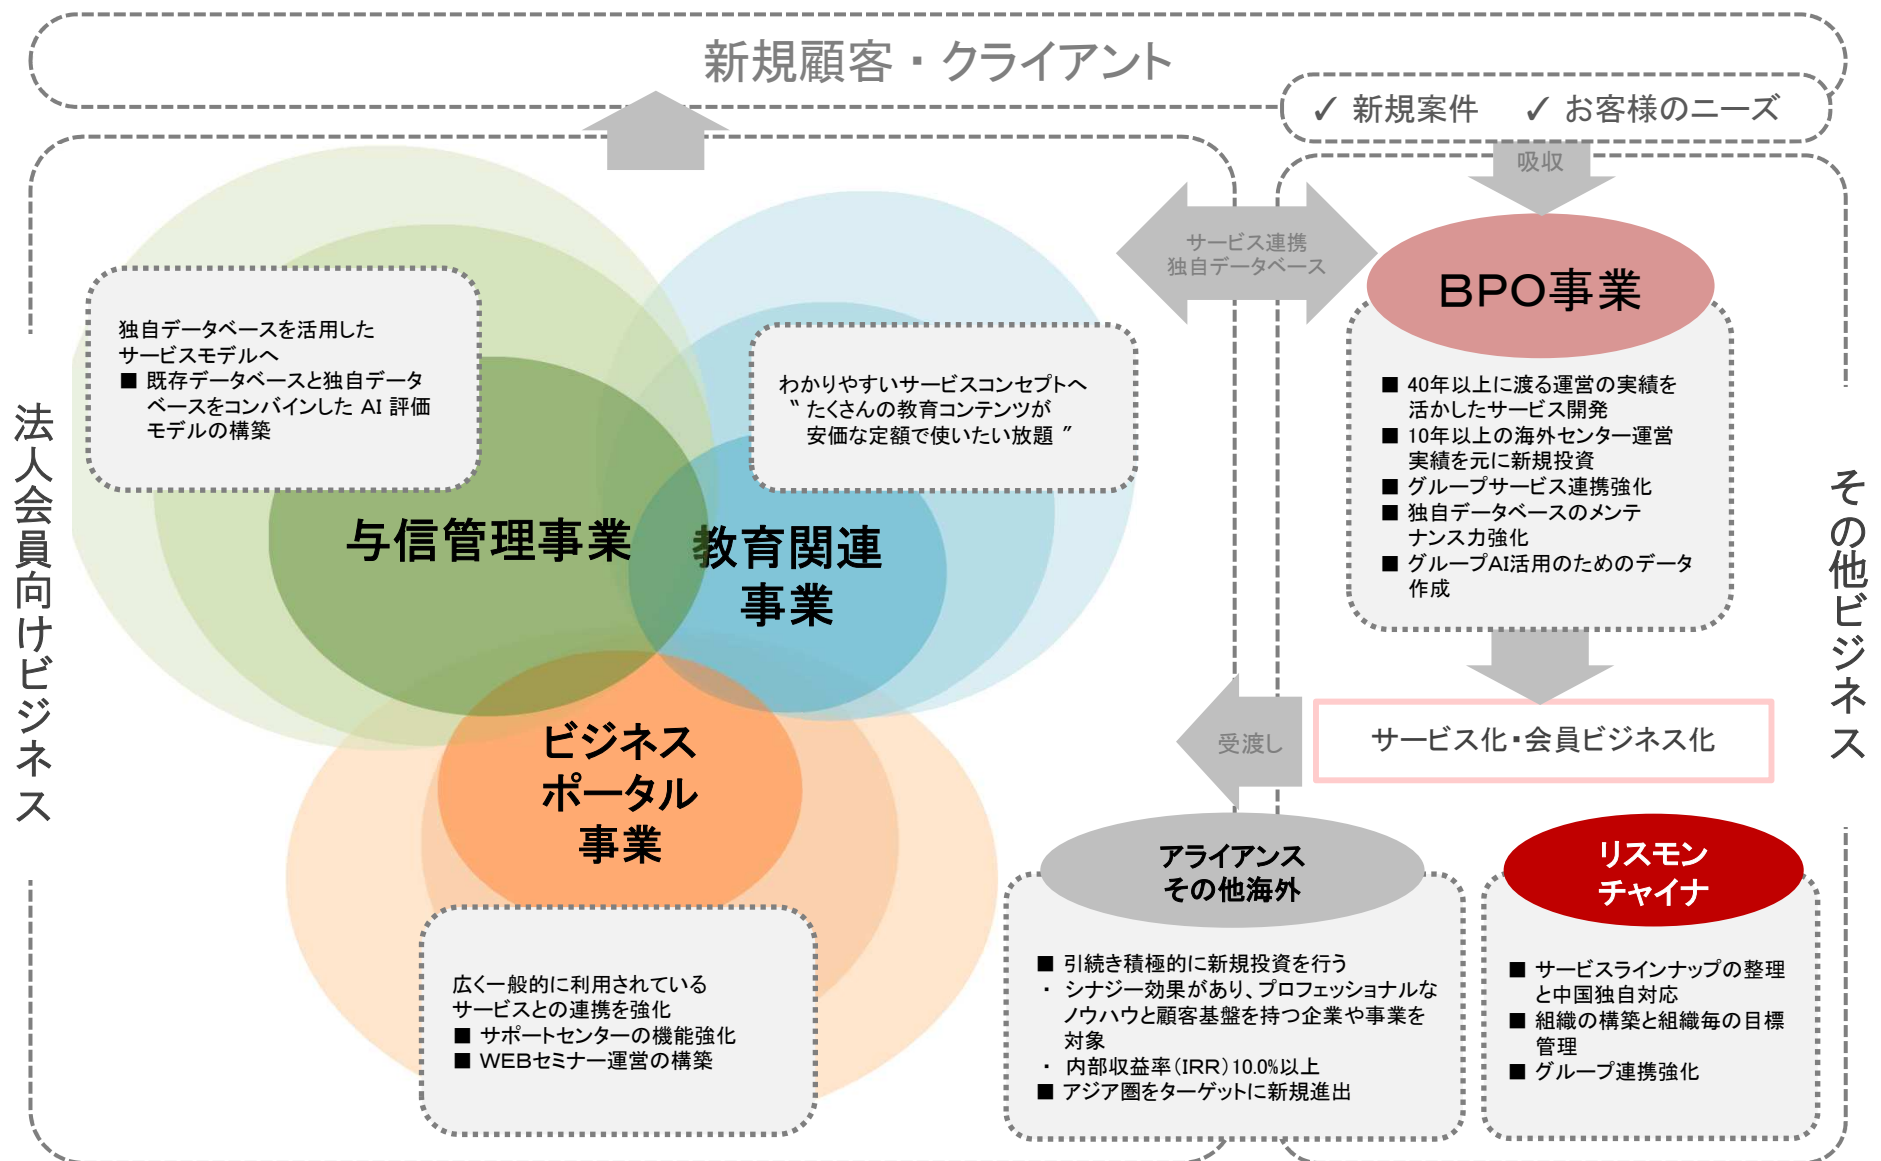 新規顧客・クライアント
✓ 新規案件 ✓ お客様のニーズ
吸収
法人会員向けビジネス
独自データベースを活用した
サービスモデルへ
■ 既存データベースと独自データ
ベースをコンバインした AI 評価
モデルの構築
わかりやすいサービスコンセプトへ
〝たくさんの教育コンテンツが
安価な定額で使いたい放題 〞
与信管理事業
教育関連
事業
ビジネス
ポータル
事業
広く一般的に利用されている
サービスとの連携を強化
■ サポートセンターの機能強化
■ WEBセミナー運営の構築
サービス連携
独自データベース
その他ビジネス
BPO事業
■ 40年以上に渡る運営の実績を
活かしたサービス開発
■ 10年以上の海外センター運営
実績を元に新規投資
■ グループサービス連携強化
■ 独自データベースのメンテ
ナンス力強化
■ グループAI活用のためのデータ
作成
サービス化・会員ビジネス化
受渡し
アライアンス
その他海外
■ 引続き積極的に新規投資を行う
・ シナジー効果があり、プロフェッショナルな
ノウハウと顧客基盤を持つ企業や事業を
対象
・ 内部収益率(IRR)10.0%以上
■ アジア圏をターゲットに新規進出
リスモン
チャイナ
■ サービスラインナップの整理
と中国独自対応
■ 組織の構築と組織毎の目標
管理
■ グループ連携強化